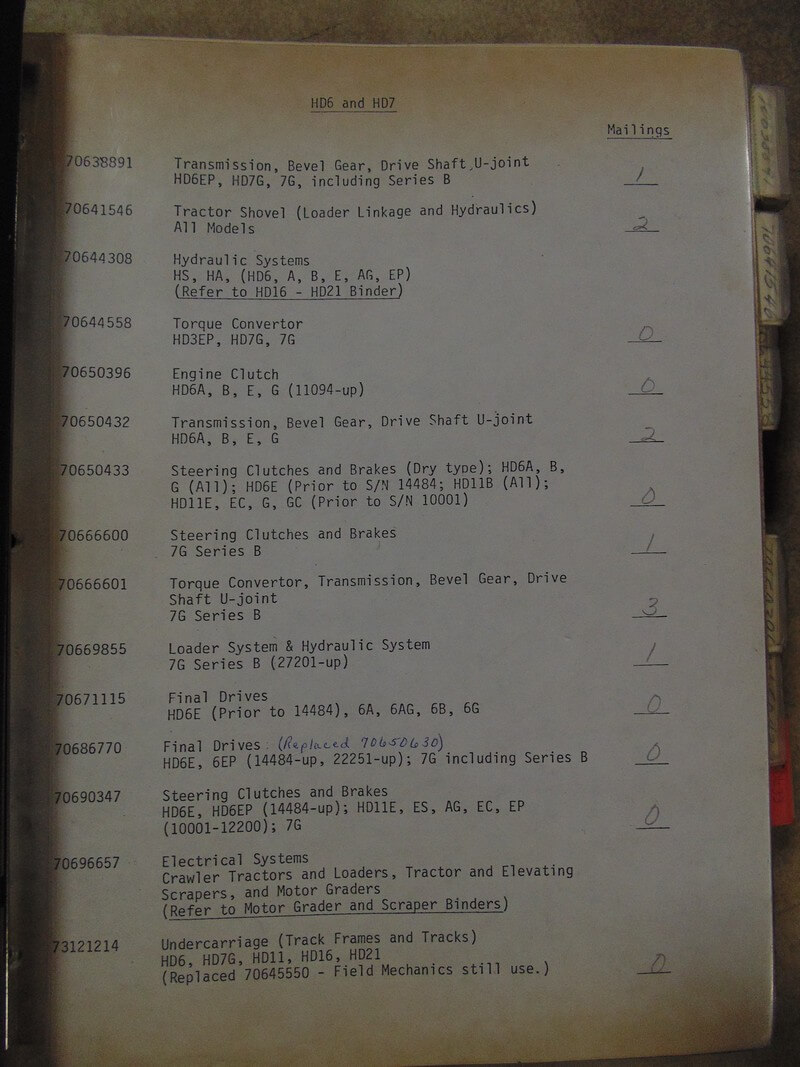 HD6 and HD7
Mailings
70638891 Transmission, Bevel Gear, Drive Shaft, U-joint
HD6EP, HD7G, 7G, including Series B 1
70641546 Tractor Shovel (Loader Linkage and Hydraulics)
All Models 2
70644308 Hydraulic Systems
HS, HA, (HD6, A, B, E, AG, EP)
(Refer to HD16 - HD21 Binder)
70644558 Torque Convertor
HD3EP, HD7G, 7G 0
70650396 Engine Clutch
HD6A, B, E, G (11094-up) 0
70650432 Transmission, Bevel Gear, Drive Shaft U-joint
HD6A, B, E, G 2
70650433 Steering Clutches and Brakes (Dry type); HD6A, B,
G (All); HD6E (Prior to S/N 14484; HD11B (All);
HD11E, EC, G, GC (Prior to S/N 10001) 0
70666600 Steering Clutches and Brakes
7G Series B 1
70666601 Torque Convertor, Transmission, Bevel Gear, Drive
Shaft U-joint
7G Series B 3
70669855 Loader System & Hydraulic System
7G Series B (27201-up) 1
70671115 Final Drives
HD6E (Prior to 14484), 6A, 6AG, 6B, 6G 0
70686770 Final Drives (Replaced 70650630)
HD6E, 6EP (14484-up, 22251-up); 7G including Series B 0
70690347 Steering Clutches and Brakes
HD6E, HD6EP (14484-up); HD11E, ES, AG, EC, EP
(10001-12200); 7G 0
70696657 Electrical Systems
Crawler Tractors and Loaders, Tractor and Elevating
Scrapers, and Motor Graders
(Refer to Motor Grader and Scraper Binders)
73121214 Undercarriage (Track Frames and Tracks)
HD6, HD7G, HD11, HD16, HD21
(Replaced 70645550 - Field Mechanics still use.) 0